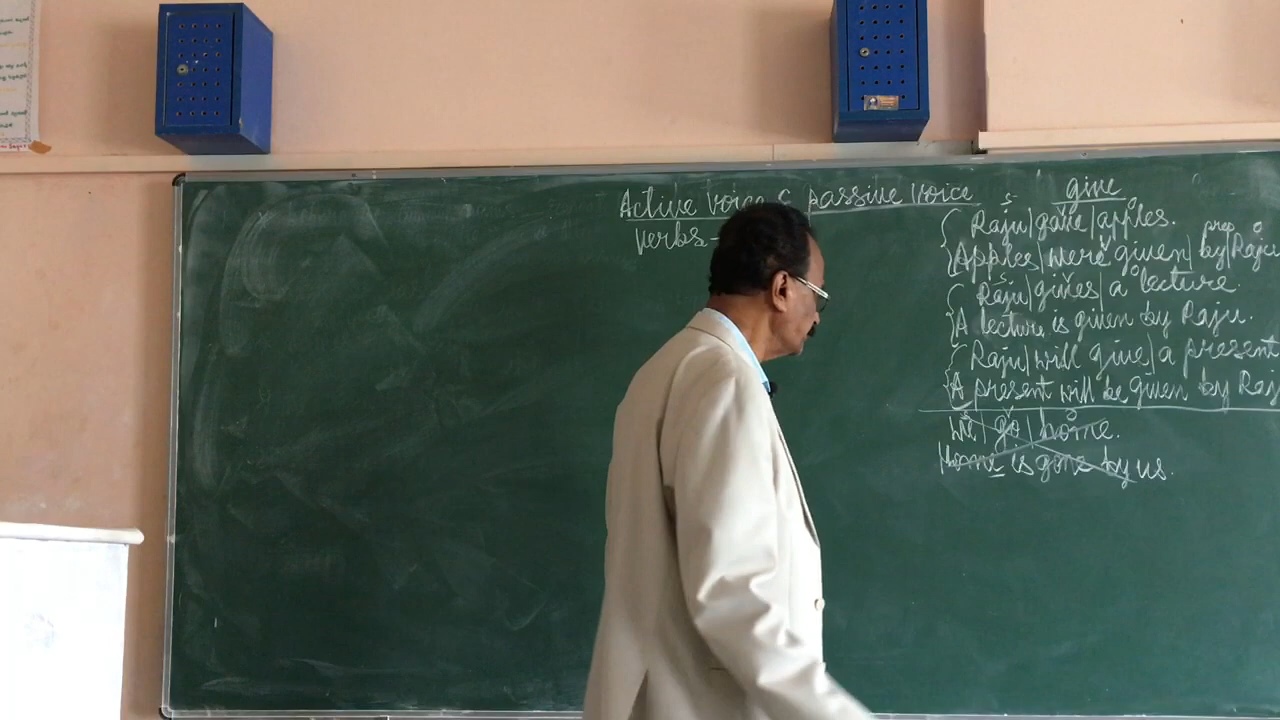 Active voice & passive voice
verbs-
give
S
Raju|gave|apples.
prep o
Apples|were given|by|Raju
S V O
Raju|gives|a lecture.
A lecture is given by Raju.
Raju|will give|a present
A present will be given by Raj
We|go|home.
Home is gone by us.